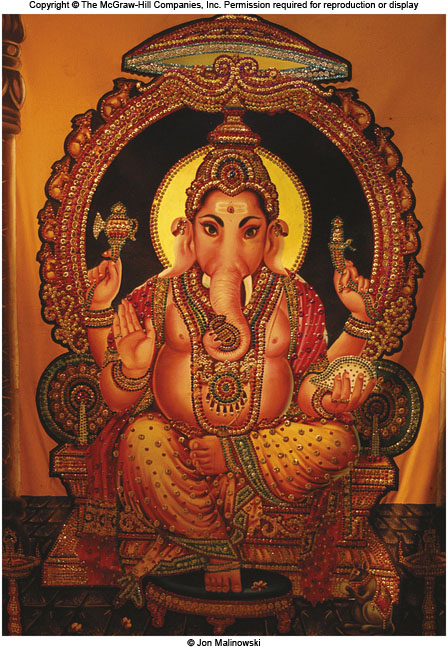 Copyright © The McGraw-Hill Companies, Inc. Permission required for reproduction or display
© Jon Malinowski